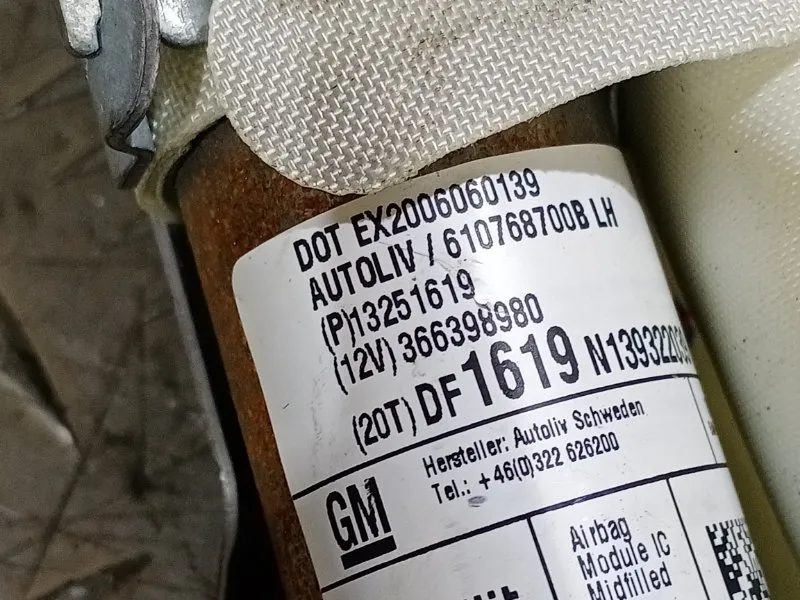 DOT EX2006060139
AUTOLIV / 610768700B LH
(P)13251619
(12V) 366398980
(20T) DF1619
Hersteller: Autoliv Schweden
Tel.: +46(0)322 626200
GM
Airbag
Module IC
Midfilled